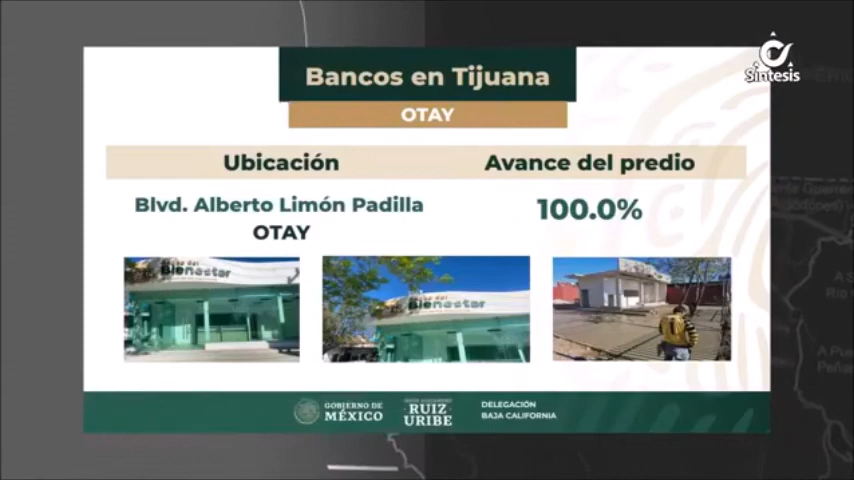 Síntesis
Bancos en Tijuana
OTAY
Ubicación
Avance del predio
Blvd. Alberto Limón Padilla
OTAY
100.0%
Bienestar
Bienestar
GOBIERNO DE
MÉXICO
RUIZ
URIBE
DELEGACIÓN
BAJA CALIFORNIA